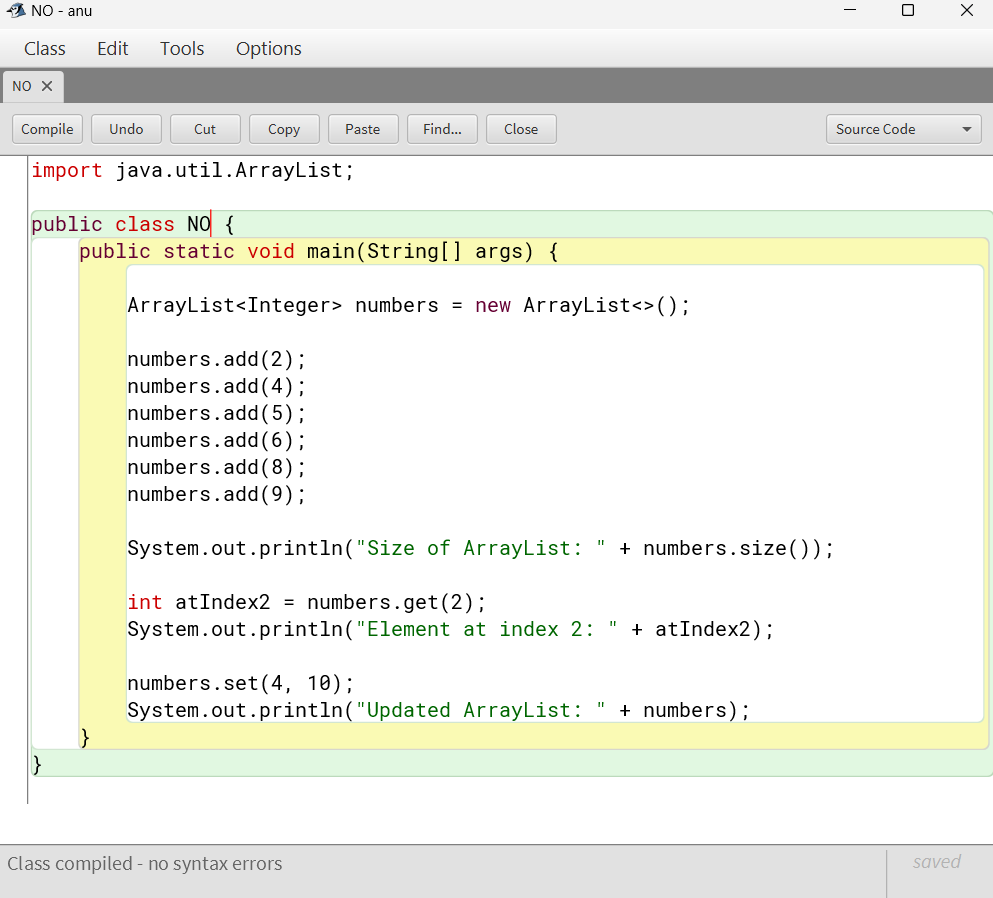 NO - anu
Class Edit Tools Options
NO
Compile Undo Cut Copy Paste Find... Close Source Code
import java.util.ArrayList;
public class NO {
public static void main(String[] args) {
ArrayList<Integer> numbers = new ArrayList<>();
numbers.add(2);
numbers.add(4);
numbers.add(5);
numbers.add(6);
numbers.add(8);
numbers.add(9);
System.out.println("Size of ArrayList: " + numbers.size());
int atIndex2 = numbers.get(2);
System.out.println("Element at index 2: " + atIndex2);
numbers.set(4, 10);
System.out.println("Updated ArrayList: " + numbers);
}
}
Class compiled - no syntax errors
saved